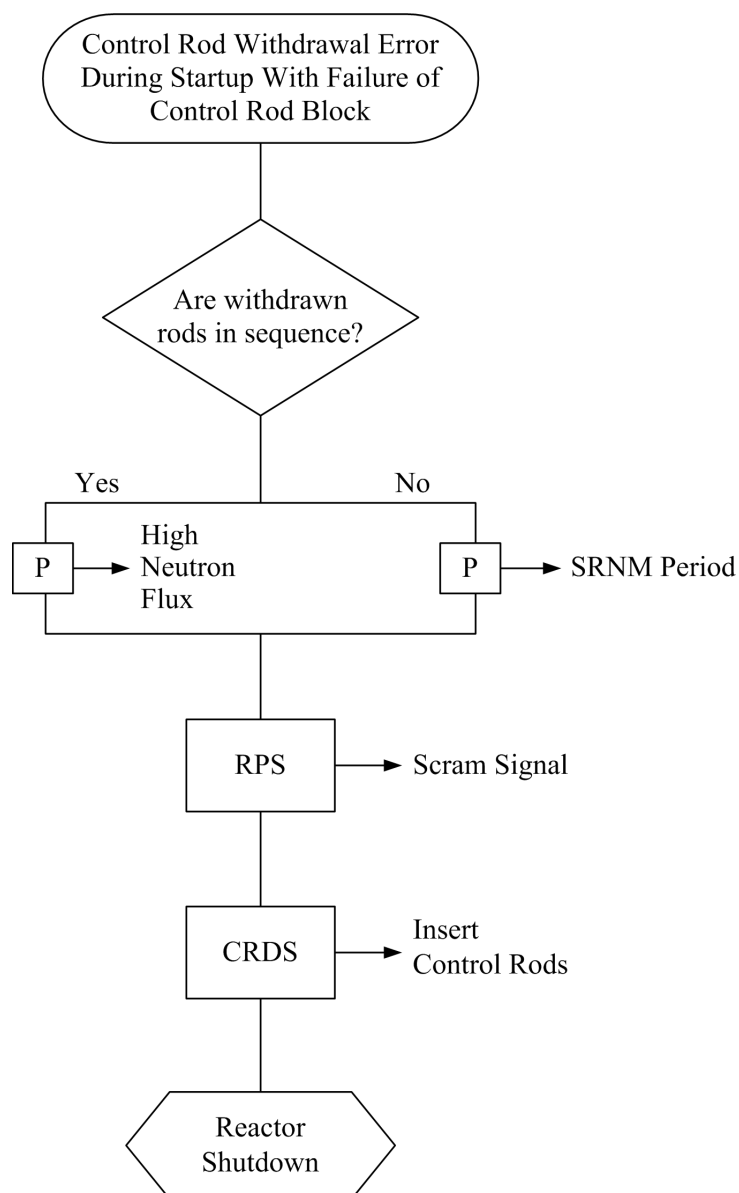 Control Rod Withdrawal Error
During Startup With Failure of
Control Rod Block
Are withdrawn
rods in sequence?
Yes
No
P
High
Neutron
Flux
P
SRNM Period
RPS
Scram Signal
CRDS
Insert
Control Rods
Reactor
Shutdown